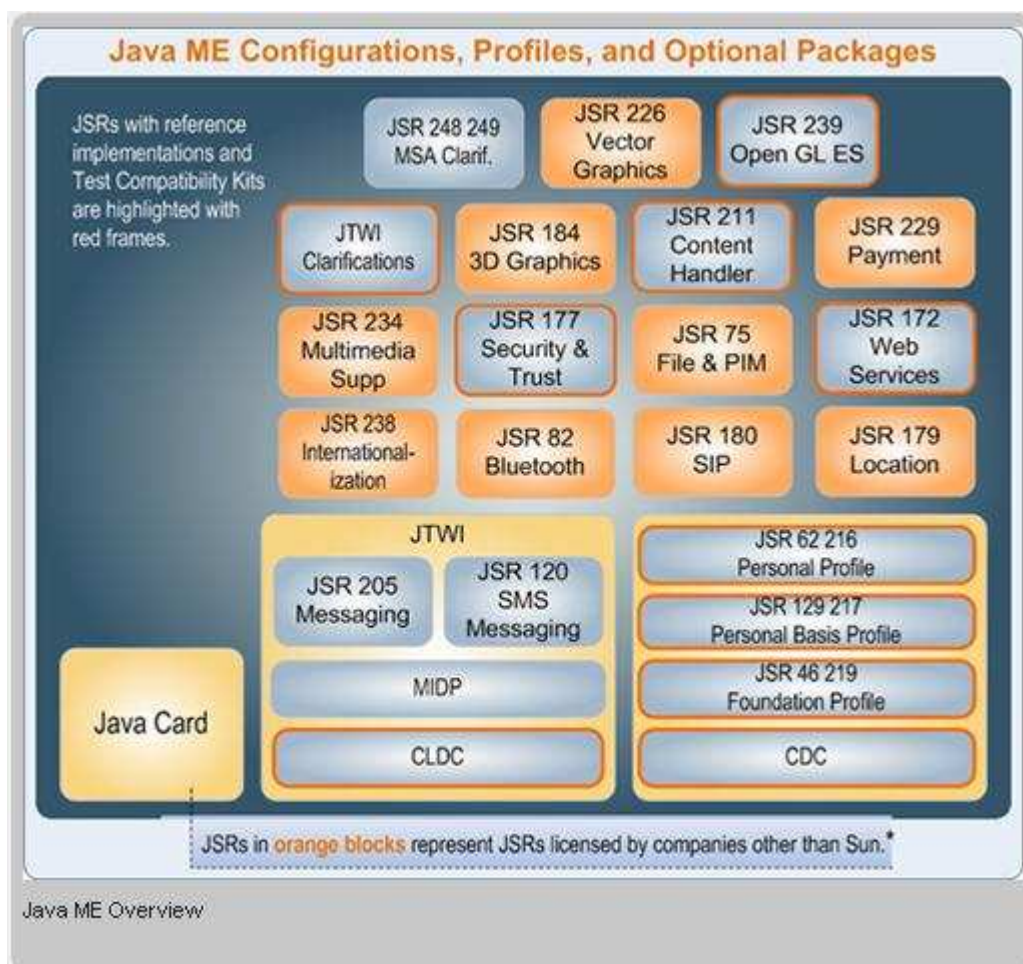 Java ME Configurations, Profiles, and Optional Packages
JSRs with reference
implementations and
Test Compatibility Kits
are highlighted with
red frames.
JSR 248 249
MSA Clarif.
JSR 226
Vector
Graphics
JSR 239
Open GL ES
JTWI
Clarifications
JSR 184
3D Graphics
JSR 211
Content
Handler
JSR 229
Payment
JSR 234
Multimedia
Supp
JSR 177
Security &
Trust
JSR 75
File & PIM
JSR 172
Web
Services
JSR 238
International-
ization
JSR 82
Bluetooth
JSR 180
SIP
JSR 179
Location
Java Card
JTWI
JSR 205
Messaging
JSR 120
SMS
Messaging
MIDP
CLDC
JSR 62 216
Personal Profile
JSR 129 217
Personal Basis Profile
JSR 46 219
Foundation Profile
CDC
JSRs in orange blocks represent JSRs licensed by companies other than Sun.*
Java ME Overview